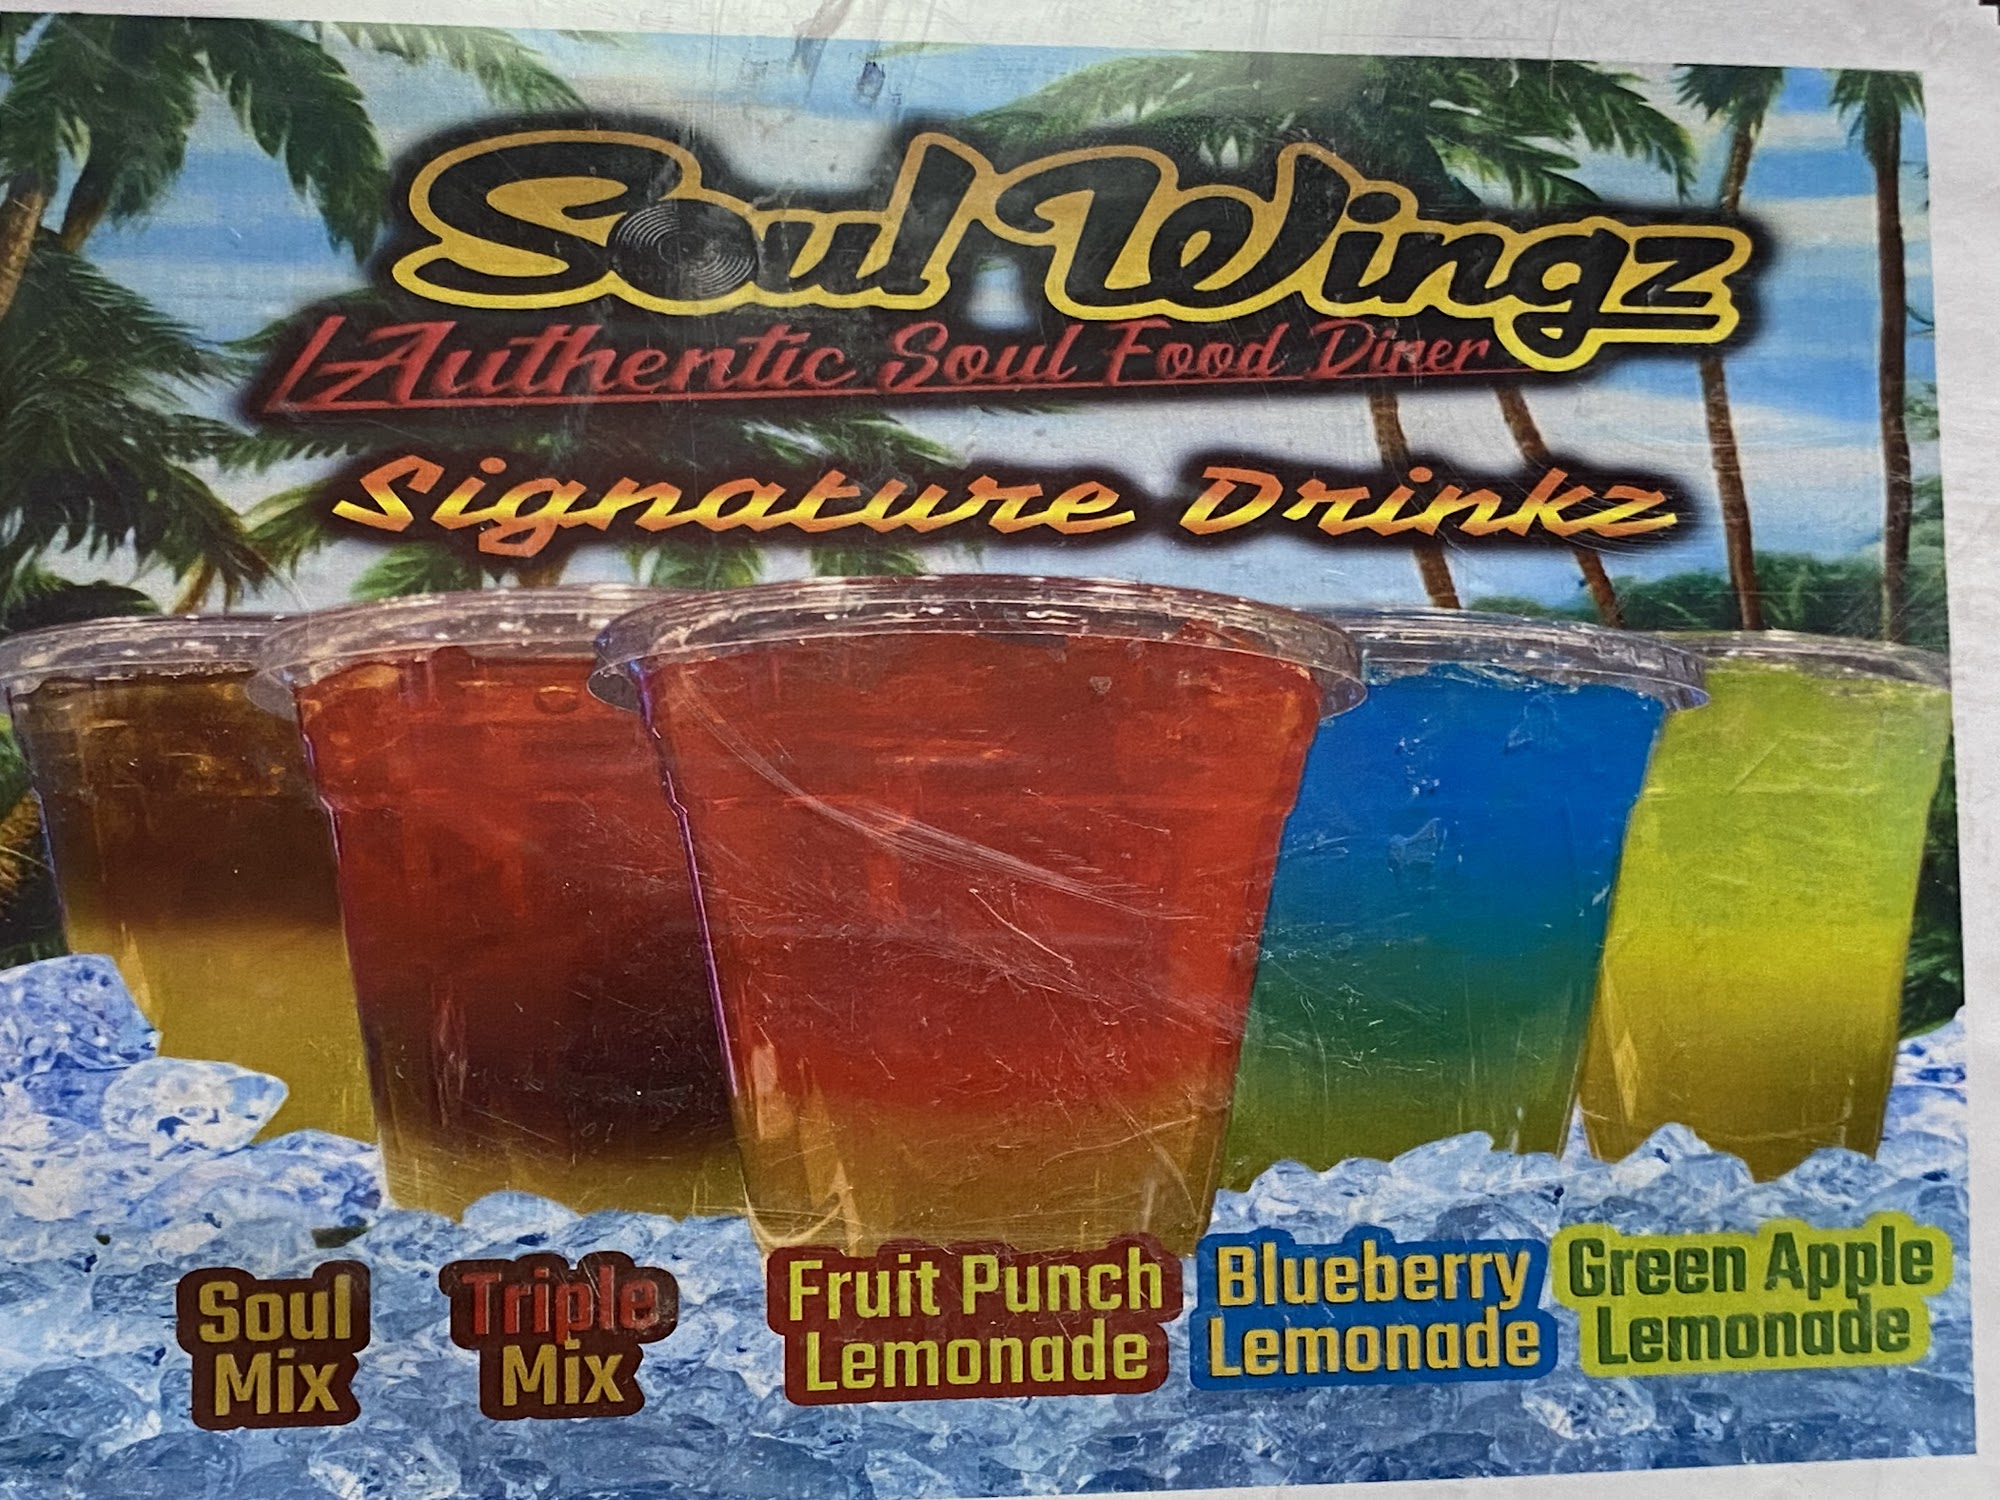 Soul Wingz
Authentic Soul Food Diner
Signature Drinkz
Soul
Mix
Triple
Mix
Fruit Punch
Lemonade
Blueberry
Lemonade
Green Apple
Lemonade